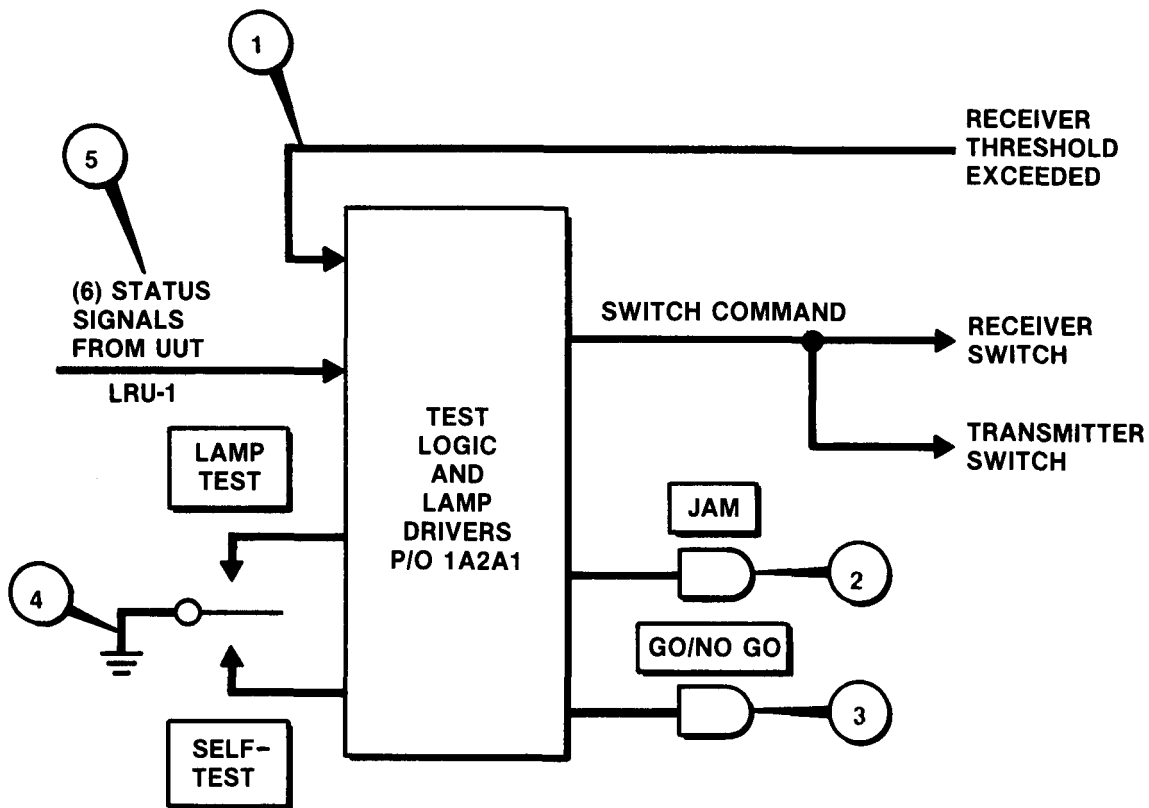 1
RECEIVER
THRESHOLD
EXCEEDED
5
(6) STATUS
SIGNALS
FROM UUT
LRU-1
SWITCH COMMAND
RECEIVER
SWITCH
TRANSMITTER
SWITCH
LAMP
TEST
TEST
LOGIC
AND
LAMP
DRIVERS
P/O 1A2A1
JAM
2
4
GO/NO GO
3
SELF-
TEST